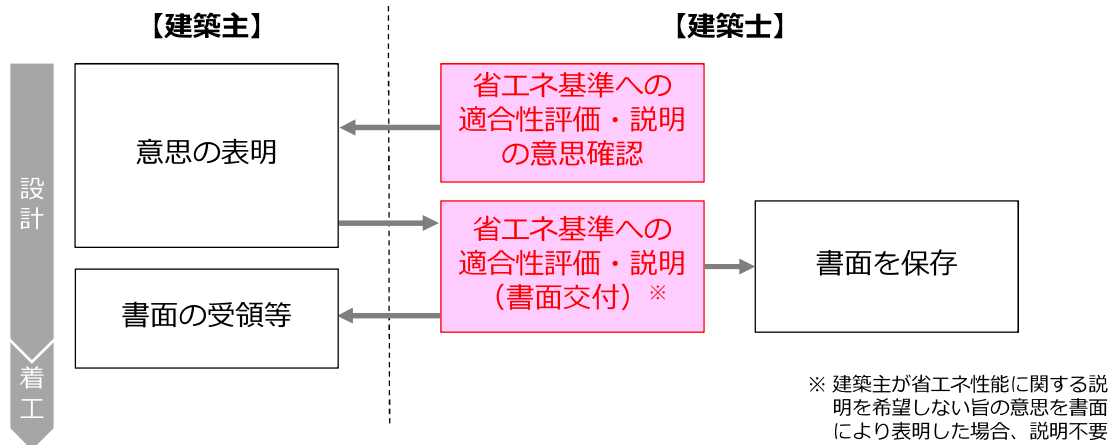 【建築主】
【建築士】
設計
着工
意思の表明
省エネ基準への
適合性評価・説明
の意思確認
省エネ基準への
適合性評価・説明
（書面交付）※
書面を保存
書面の受領等
※ 建築主が省エネ性能に関する説
明を希望しない旨の意思を書面
により表明した場合、説明不要